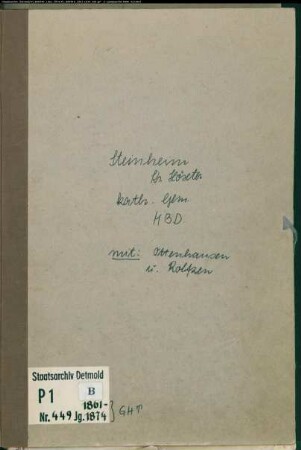 Steinheim
Kr Höxter
kath. Gem
HBD
mit: Ottenhausen
u. Rolfzen
Staatsarchiv Detmold
P1 B
1861-
Nr. 449 Jg. 1874 } GHT